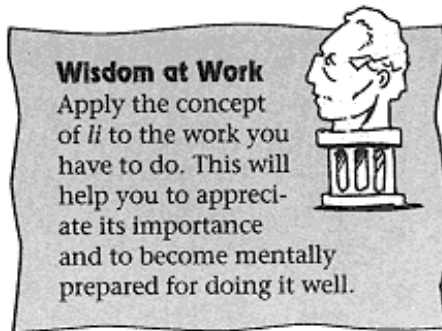 Wisdom at Work
Apply the concept
of li to the work you
have to do. This will
help you to appreci-
ate its importance
and to become mentally
prepared for doing it well.